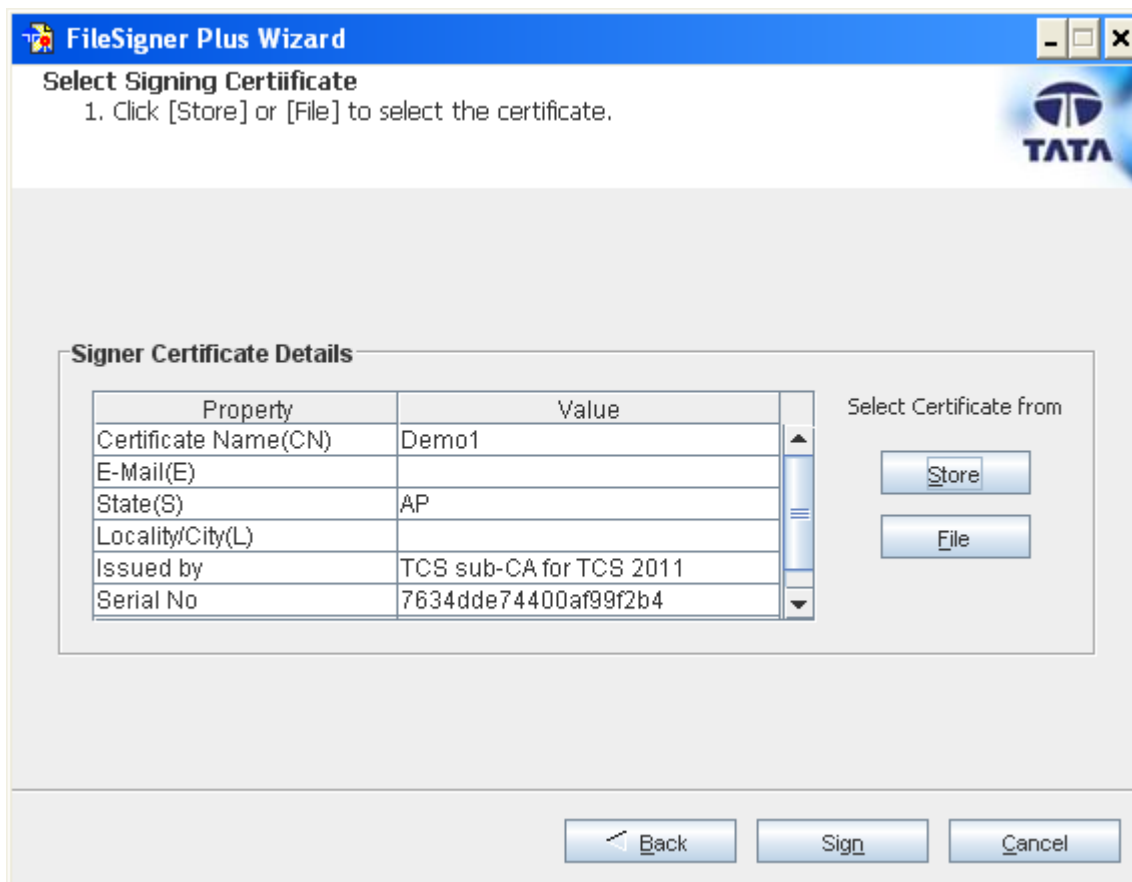 FileSigner Plus Wizard
Select Signing Certiificate
1. Click [Store] or [File] to select the certificate.
TATA
Signer Certificate Details
Property Value
Select Certificate from
Certificate Name(CN) Demo1
E-Mail(E)
Store
State(S) AP
Locality/City(L)
File
Issued by TCS sub-CA for TCS 2011
Serial No 7634dde74400af99f2b4
Back Sign Cancel